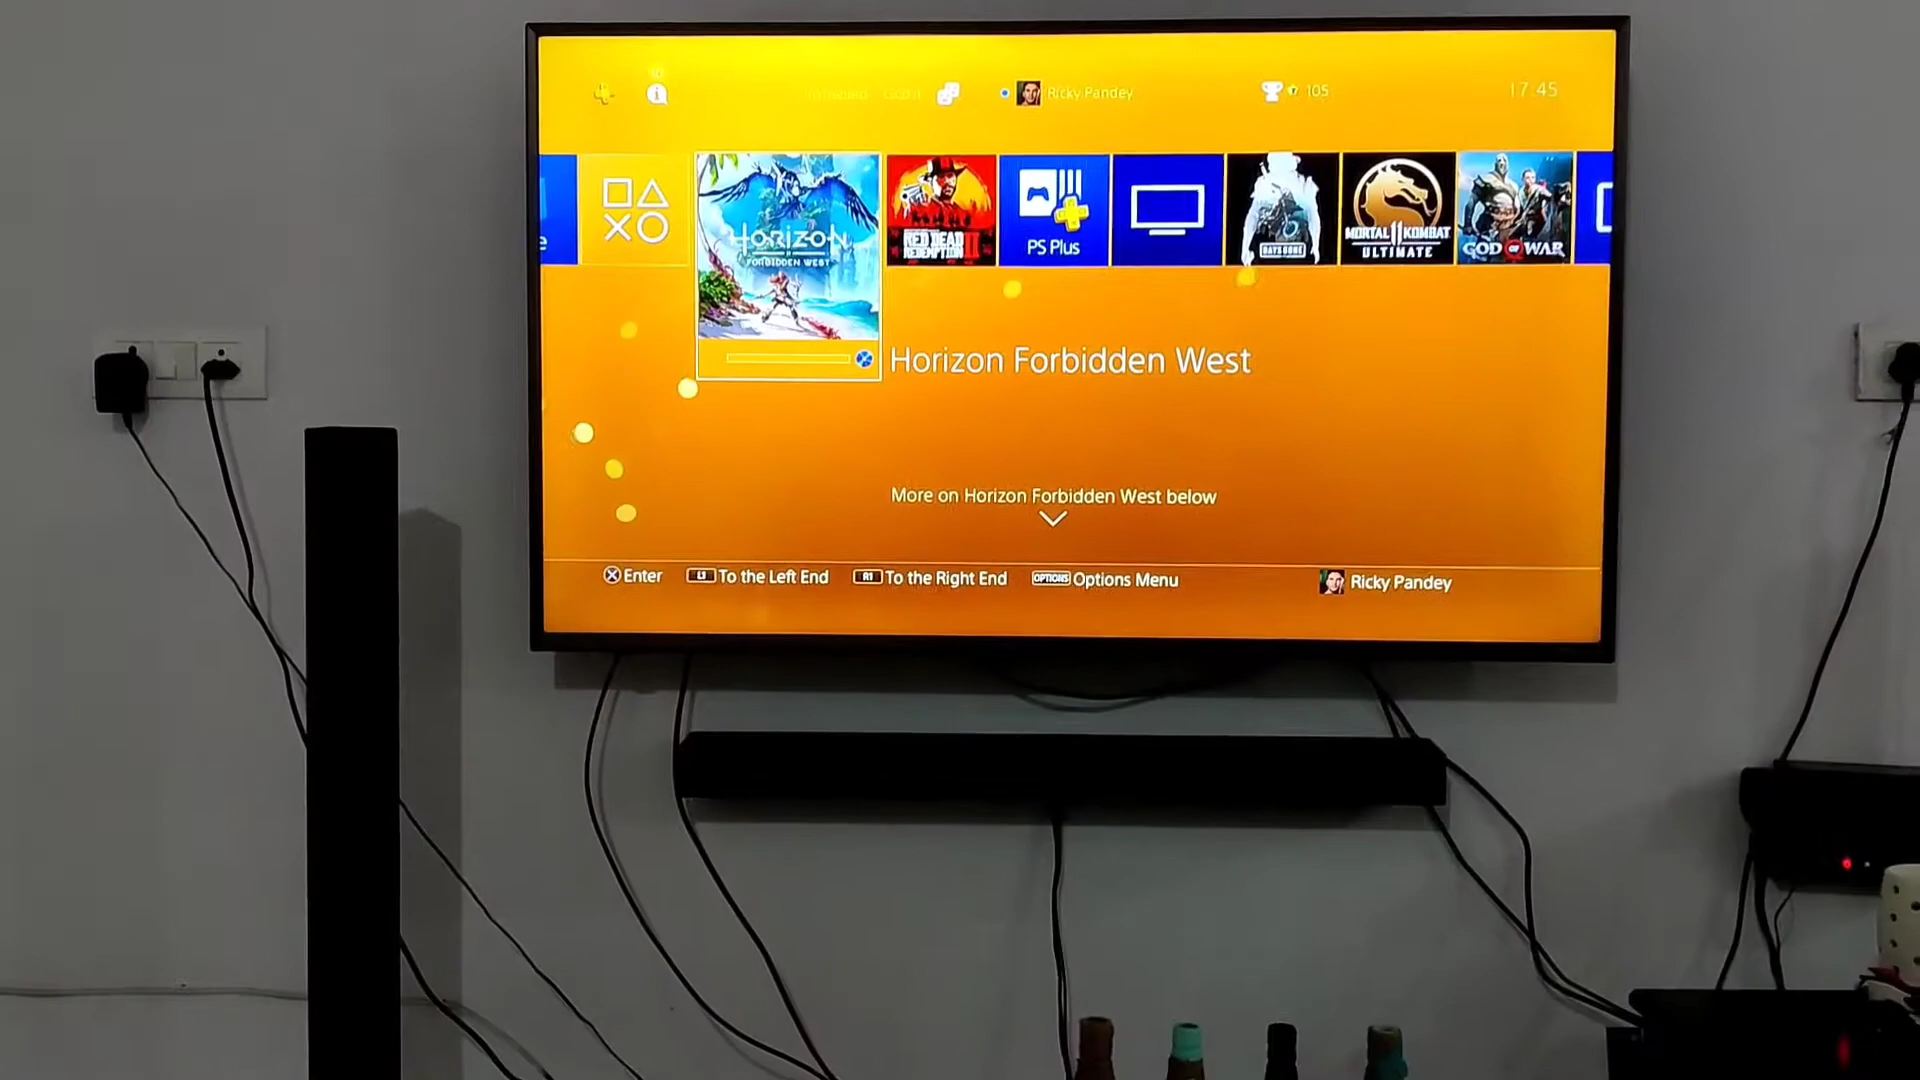 Ricky Pandey
105
17:45
e
HORIZON
FORBIDDEN WEST
RED DEAD
REDEMPTION II
PS Plus
DAYS GONE
MORTAL KOMBAT
11
ULTIMATE
GOD OF WAR
Horizon Forbidden West
More on Horizon Forbidden West below
Enter
L1 To the Left End
R1 To the Right End
OPTIONS Options Menu
Ricky Pandey